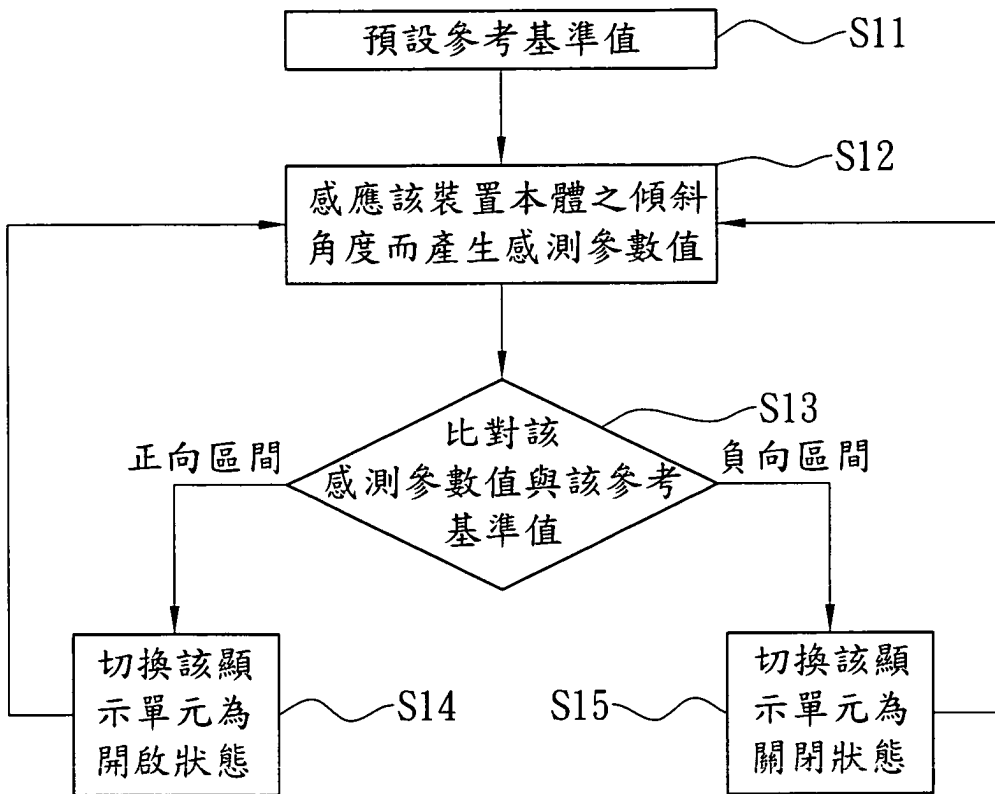 預設參考基準值
S11
S12
感應該裝置本體之傾斜
角度而產生感測參數值
S13
比對該
感測參數值與該參考
基準值
正向區間
負向區間
切換該顯
示單元為
開啟狀態
S14
S15
切換該顯
示單元為
關閉狀態